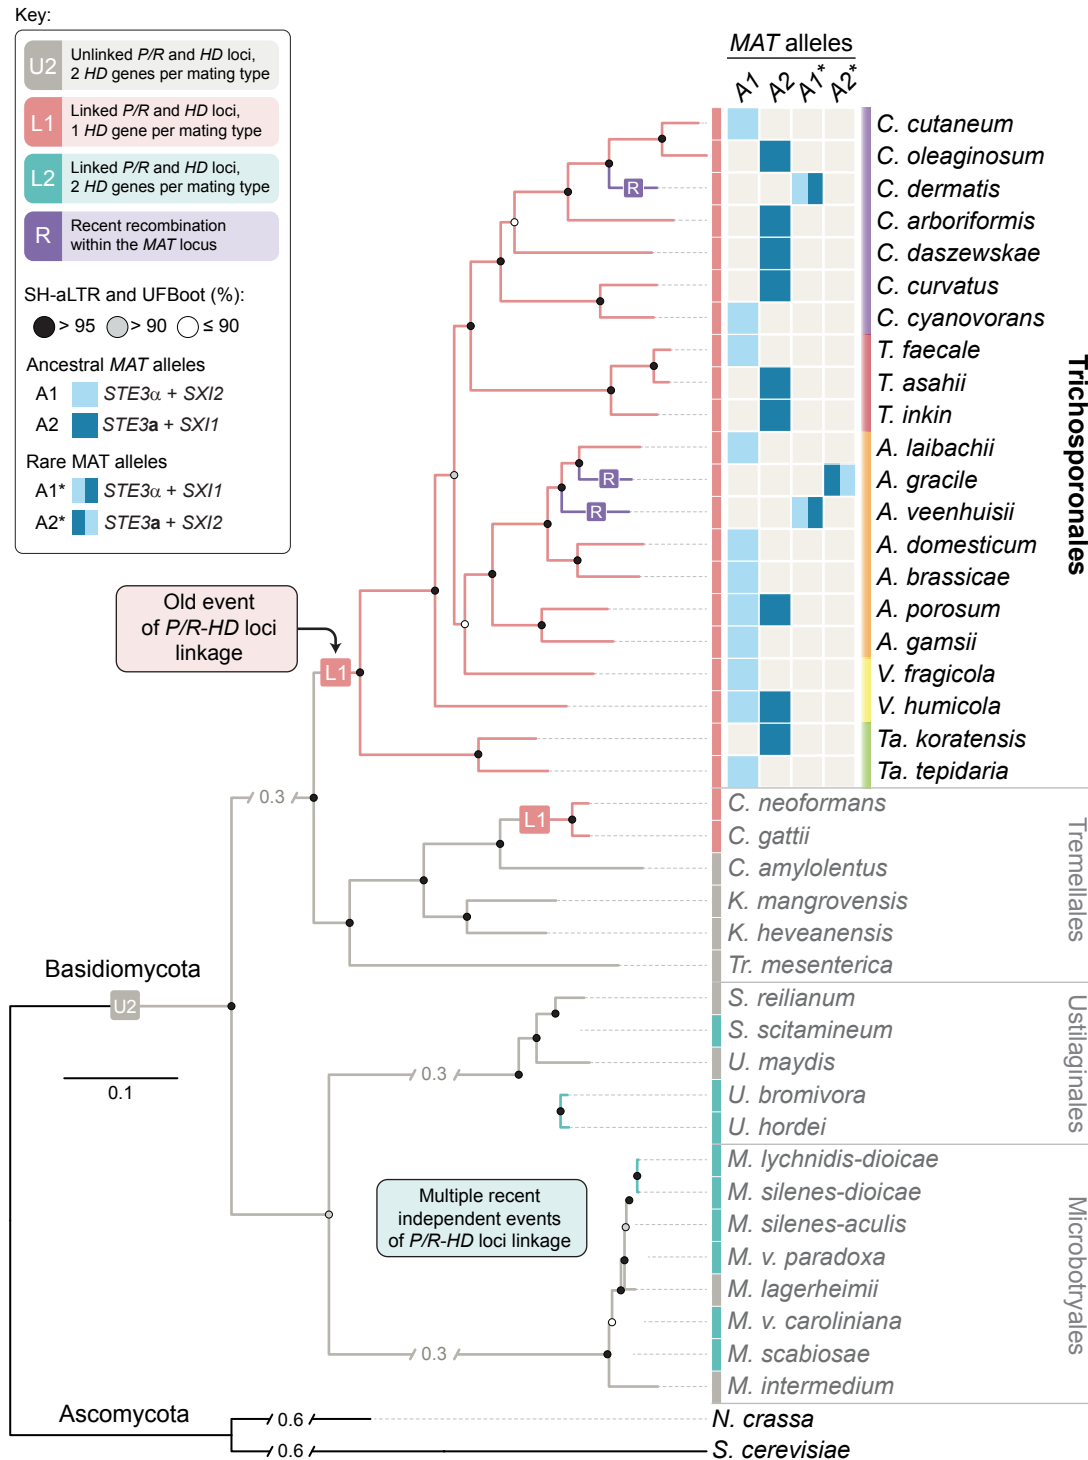 Key:
U2 Unlinked P/R and HD loci,
2 HD genes per mating type
L1 Linked P/R and HD loci,
1 HD gene per mating type
L2 Linked P/R and HD loci,
2 HD genes per mating type
R Recent recombination
within the MAT locus
SH-aLTR and UFBoot (%):
> 95 > 90 ≤ 90
Ancestral MAT alleles
A1 STE3α + SXI2
A2 STE3a + SXI1
Rare MAT alleles
A1* STE3α + SXI1
A2* STE3a + SXI2
MAT alleles
A1 A2 A1* A2*
C. cutaneum
C. oleaginosum
R C. dermatis
C. arboriformis
C. daszewskae
C. curvatus
C. cyanovorans
T. faecale
T. asahii
T. inkin
A. laibachii
R A. gracile
R A. veenhuisii
A. domesticum
A. brassicae
A. porosum
A. gamsii
V. fragicola
V. humicola
Ta. koratensis
Ta. tepidaria
Trichosporonales
Old event
of P/R-HD loci
linkage
L1
0.3
C. neoformans
L1
C. gattii
C. amylolentus
K. mangrovensis
K. heveanensis
Tr. mesenterica
Tremellales
Basidiomycota
U2
0.1
S. reilianum
S. scitamineum
U. maydis
0.3
U. bromivora
U. hordei
Ustilaginales
M. lychnidis-dioicae
M. silenes-dioicae
M. silenes-aculis
M. v. paradoxa
M. lagerheimii
M. v. caroliniana
M. scabiosae
0.3
M. intermedium
Microbotryales
Multiple recent
independent events
of P/R-HD loci linkage
Ascomycota
0.6 N. crassa
0.6 S. cerevisiae